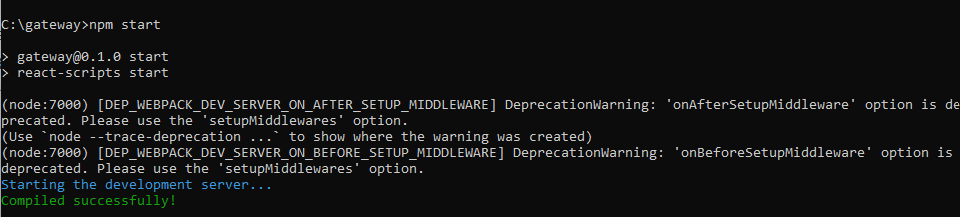 C:\gateway>npm start
> gateway@0.1.0 start
> react-scripts start
(node:7000) [DEP_WEBPACK_DEV_SERVER_ON_AFTER_SETUP_MIDDLEWARE] DeprecationWarning: 'onAfterSetupMiddleware' option is de
precated. Please use the 'setupMiddlewares' option.
(Use `node --trace-deprecation ...` to show where the warning was created)
(node:7000) [DEP_WEBPACK_DEV_SERVER_ON_BEFORE_SETUP_MIDDLEWARE] DeprecationWarning: 'onBeforeSetupMiddleware' option is
deprecated. Please use the 'setupMiddlewares' option.
Starting the development server...
Compiled successfully!